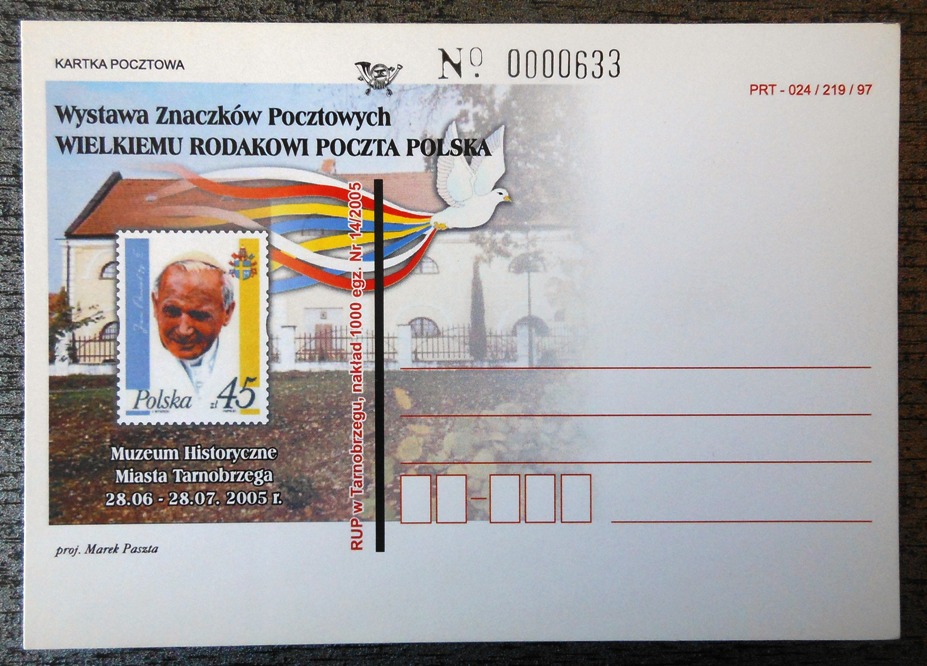 KARTKA POCZTOWA
Nº 0000633
PRT - 024 / 219 / 97
Wystawa Znaczków Pocztowych
WIELKIEMU RODAKOWI POCZTA POLSKA
Polska zł 45
Muzeum Historyczne
Miasta Tarnobrzega
28.06 - 28.07. 2005 r.
RUP w Tarnobrzegu, nakład 1000 egz. Nr 14/2005
proj. Marek Paszta